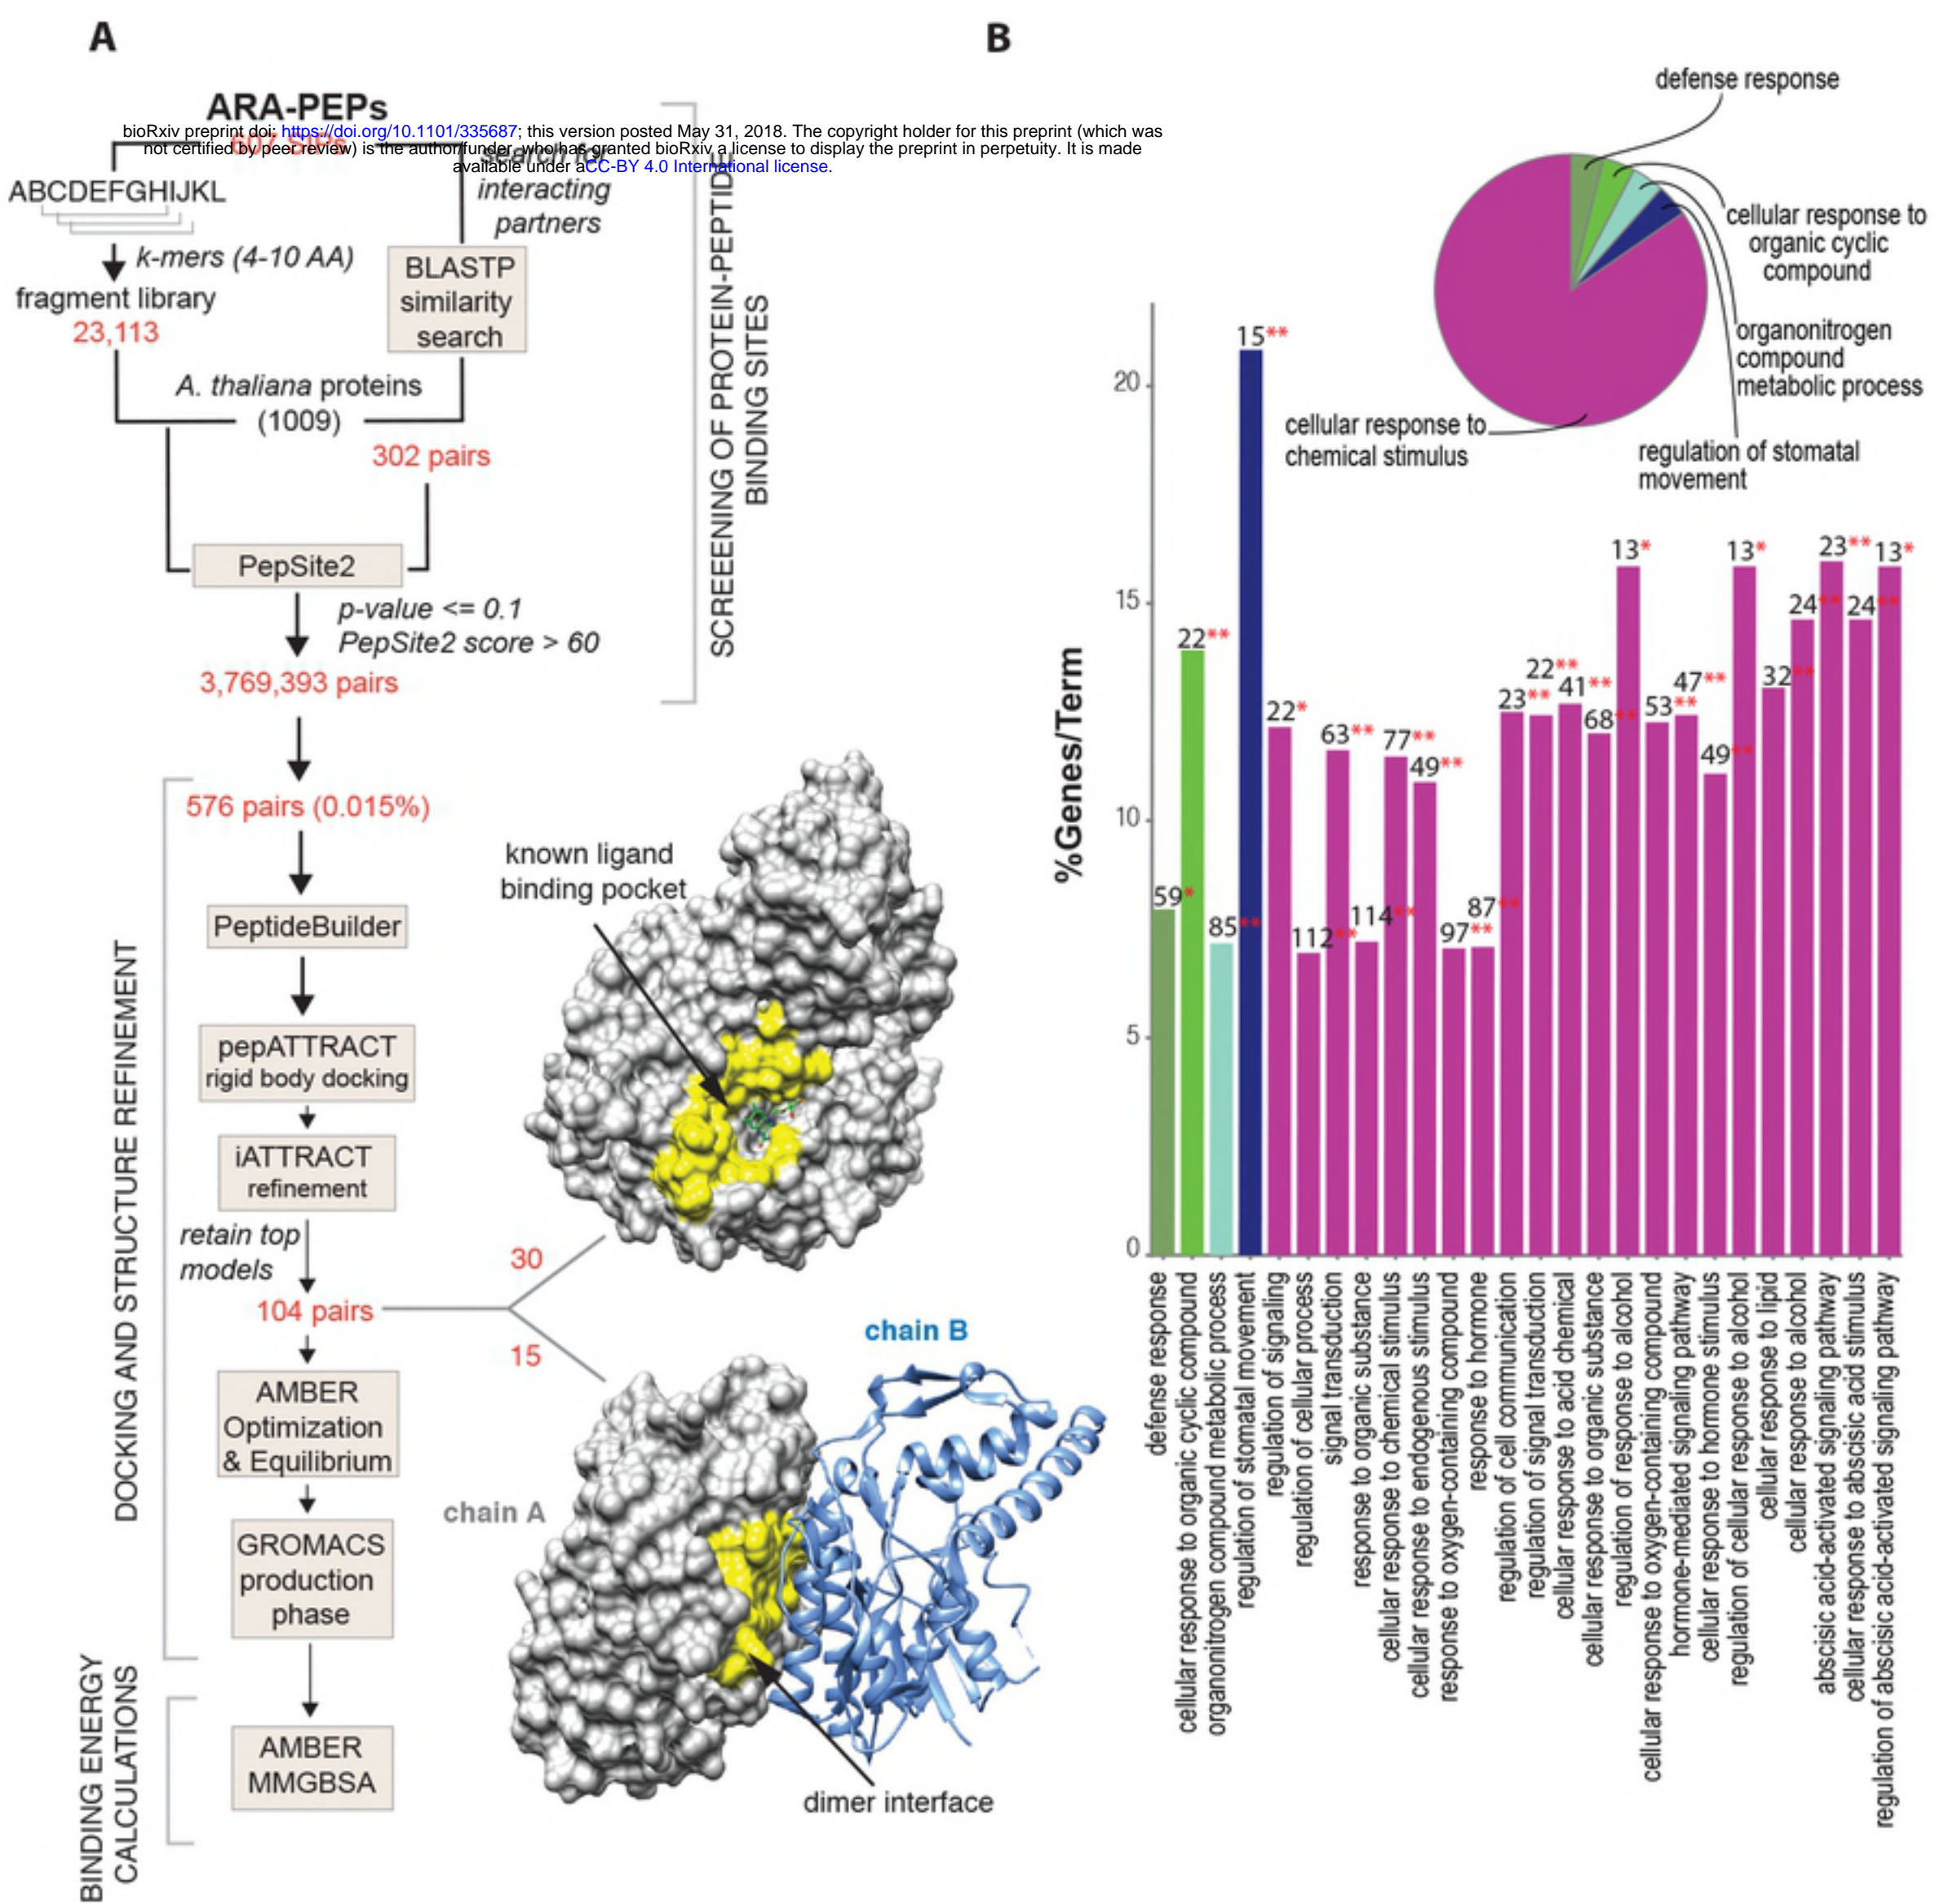 A
ARA-PEPs
607 SIPs
bioRxiv preprint doi: https://doi.org/10.1101/335687; this version posted May 31, 2018. The copyright holder for this preprint (which was
not certified by peer review) is the author/funder, who has granted bioRxiv a license to display the preprint in perpetuity. It is made
available under aCC-BY 4.0 International license.
search for
interacting
partners
ABCDEFGHIJKL
k-mers (4-10 AA)
fragment library
23,113
BLASTP
similarity
search
A. thaliana proteins
(1009)
302 pairs
PepSite2
p-value <= 0.1
PepSite2 score > 60
3,769,393 pairs
SCREEENING OF PROTEIN-PEPTIDE
BINDING SITES
576 pairs (0.015%)
PeptideBuilder
pepATTRACT
rigid body docking
iATTRACT
refinement
retain top
models
104 pairs
30
15
AMBER
Optimization
& Equilibrium
GROMACS
production
phase
DOCKING AND STRUCTURE REFINEMENT
AMBER
MMGBSA
BINDING ENERGY
CALCULATIONS
known ligand
binding pocket
chain B
chain A
dimer interface
B
defense response
cellular response to
organic cyclic
compound
organonitrogen
compound
metabolic process
regulation of stomatal
movement
cellular response to
chemical stimulus
%Genes/Term
20
15
10
5
0
59*
22**
85**
15**
22*
112**
63**
114**
77**
49**
97**
87**
23**
22**
41**
68**
13*
53**
47**
49**
13*
32**
24**
23**
24**
13*
defense response
cellular response to organic cyclic compound
organonitrogen compound metabolic process
regulation of stomatal movement
regulation of signaling
regulation of cellular process
signal transduction
response to organic substance
cellular response to chemical stimulus
cellular response to endogenous stimulus
response to oxygen-containing compound
response to hormone
regulation of cell communication
regulation of signal transduction
cellular response to acid chemical
cellular response to organic substance
regulation of response to alcohol
cellular response to oxygen-containing compound
hormone-mediated signaling pathway
cellular response to hormone stimulus
regulation of cellular response to alcohol
cellular response to lipid
cellular response to alcohol
abscisic acid-activated signaling pathway
cellular response to abscisic acid stimulus
regulation of abscisic acid-activated signaling pathway